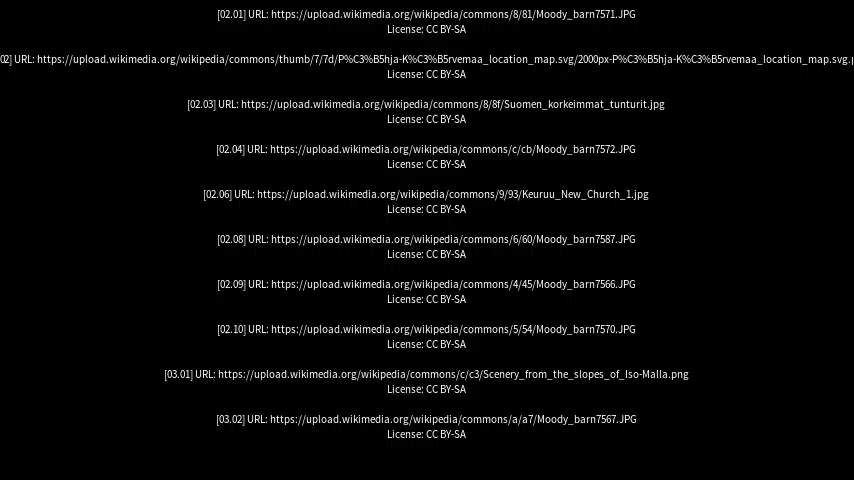 [02.01] URL: https://upload.wikimedia.org/wikipedia/commons/8/81/Moody_barn7571.JPG
License: CC BY-SA
02] URL: https://upload.wikimedia.org/wikipedia/commons/thumb/7/7d/P%C3%B5hja-K%C3%B5rvemaa_location_map.svg/2000px-P%C3%B5hja-K%C3%B5rvemaa_location_map.svg.p
License: CC BY-SA
[02.03] URL: https://upload.wikimedia.org/wikipedia/commons/8/8f/Suomen_korkeimmat_tunturit.jpg
License: CC BY-SA
[02.04] URL: https://upload.wikimedia.org/wikipedia/commons/c/cb/Moody_barn7572.JPG
License: CC BY-SA
[02.06] URL: https://upload.wikimedia.org/wikipedia/commons/9/93/Keuruu_New_Church_1.jpg
License: CC BY-SA
[02.08] URL: https://upload.wikimedia.org/wikipedia/commons/6/60/Moody_barn7587.JPG
License: CC BY-SA
[02.09] URL: https://upload.wikimedia.org/wikipedia/commons/4/45/Moody_barn7566.JPG
License: CC BY-SA
[02.10] URL: https://upload.wikimedia.org/wikipedia/commons/5/54/Moody_barn7570.JPG
License: CC BY-SA
[03.01] URL: https://upload.wikimedia.org/wikipedia/commons/c/c3/Scenery_from_the_slopes_of_Iso-Malla.png
License: CC BY-SA
[03.02] URL: https://upload.wikimedia.org/wikipedia/commons/a/a7/Moody_barn7567.JPG
License: CC BY-SA